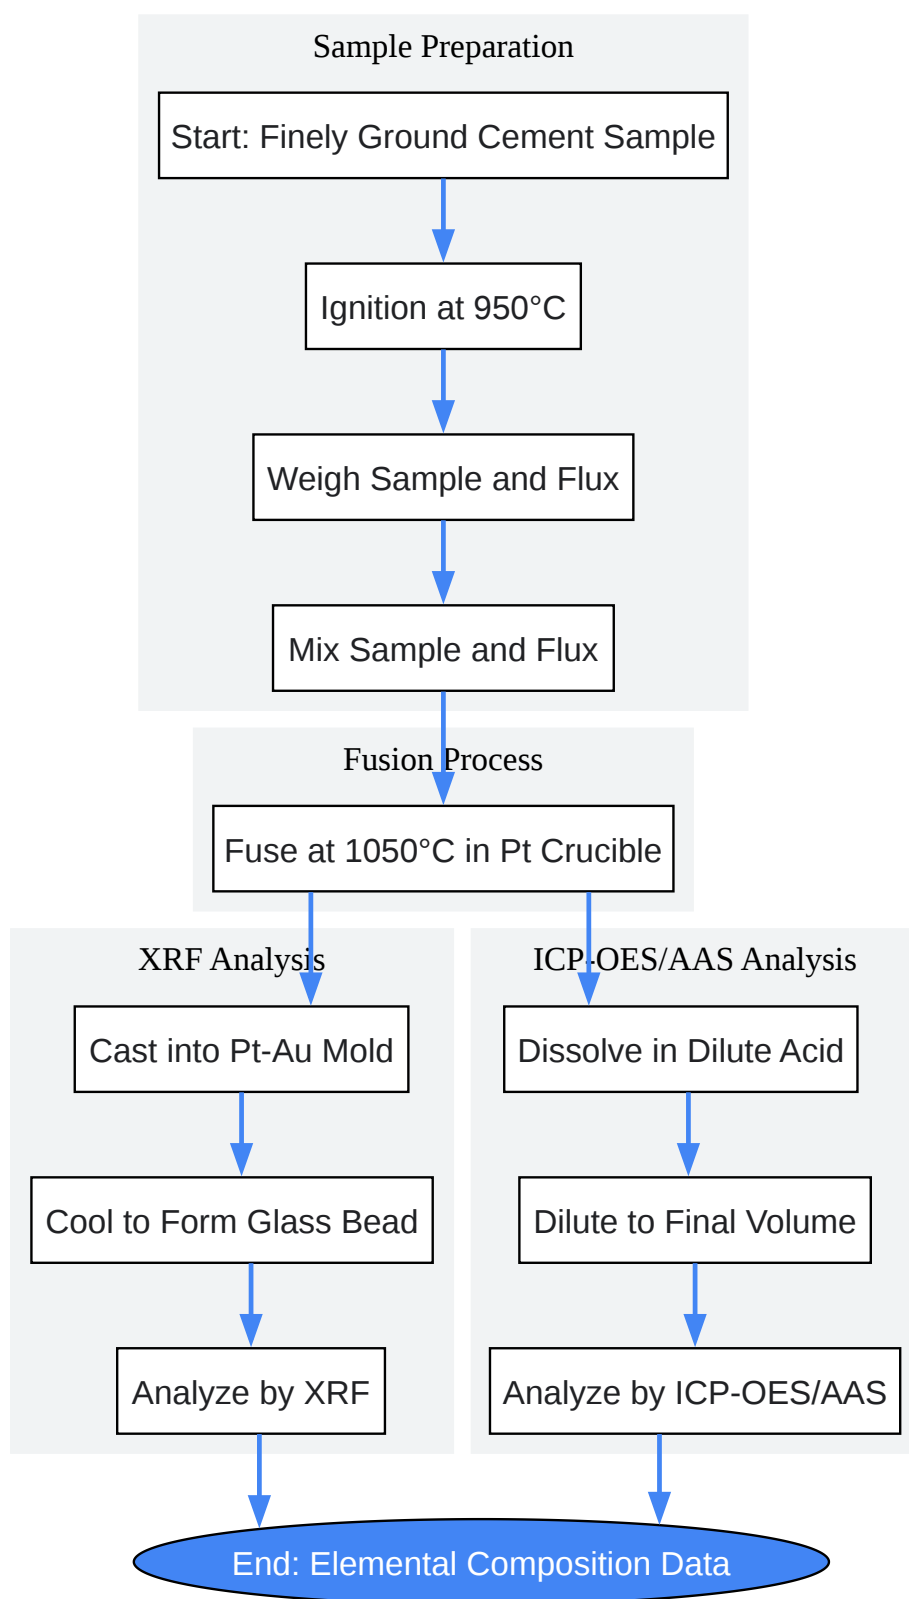 Sample Preparation
Start: Finely Ground Cement Sample
Ignition at 950°C
Weigh Sample and Flux
Mix Sample and Flux
Fusion Process
Fuse at 1050°C in Pt Crucible
XRF Analysis
Cast into Pt-Au Mold
Cool to Form Glass Bead
Analyze by XRF
ICP-OES/AAS Analysis
Dissolve in Dilute Acid
Dilute to Final Volume
Analyze by ICP-OES/AAS
End: Elemental Composition Data